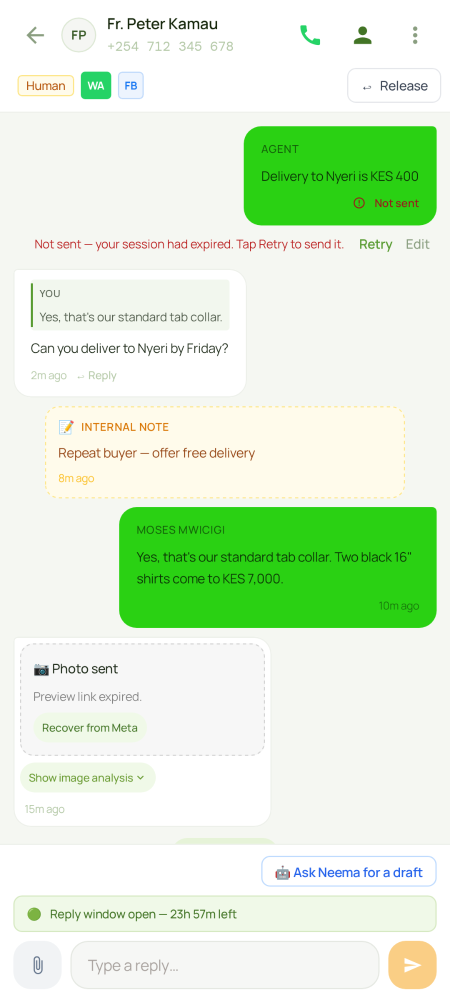 FP
Fr. Peter Kamau
+254 712 345 678
Human
WA
FB
Release
AGENT
Delivery to Nyeri is KES 400
Not sent
Not sent — your session had expired. Tap Retry to send it. Retry Edit
YOU
Yes, that's our standard tab collar.
Can you deliver to Nyeri by Friday?
2m ago Reply
INTERNAL NOTE
Repeat buyer — offer free delivery
8m ago
MOSES MWICIGI
Yes, that's our standard tab collar. Two black 16"
shirts come to KES 7,000.
10m ago
Photo sent
Preview link expired.
Recover from Meta
Show image analysis
15m ago
Ask Neema for a draft
Reply window open — 23h 57m left
Type a reply...